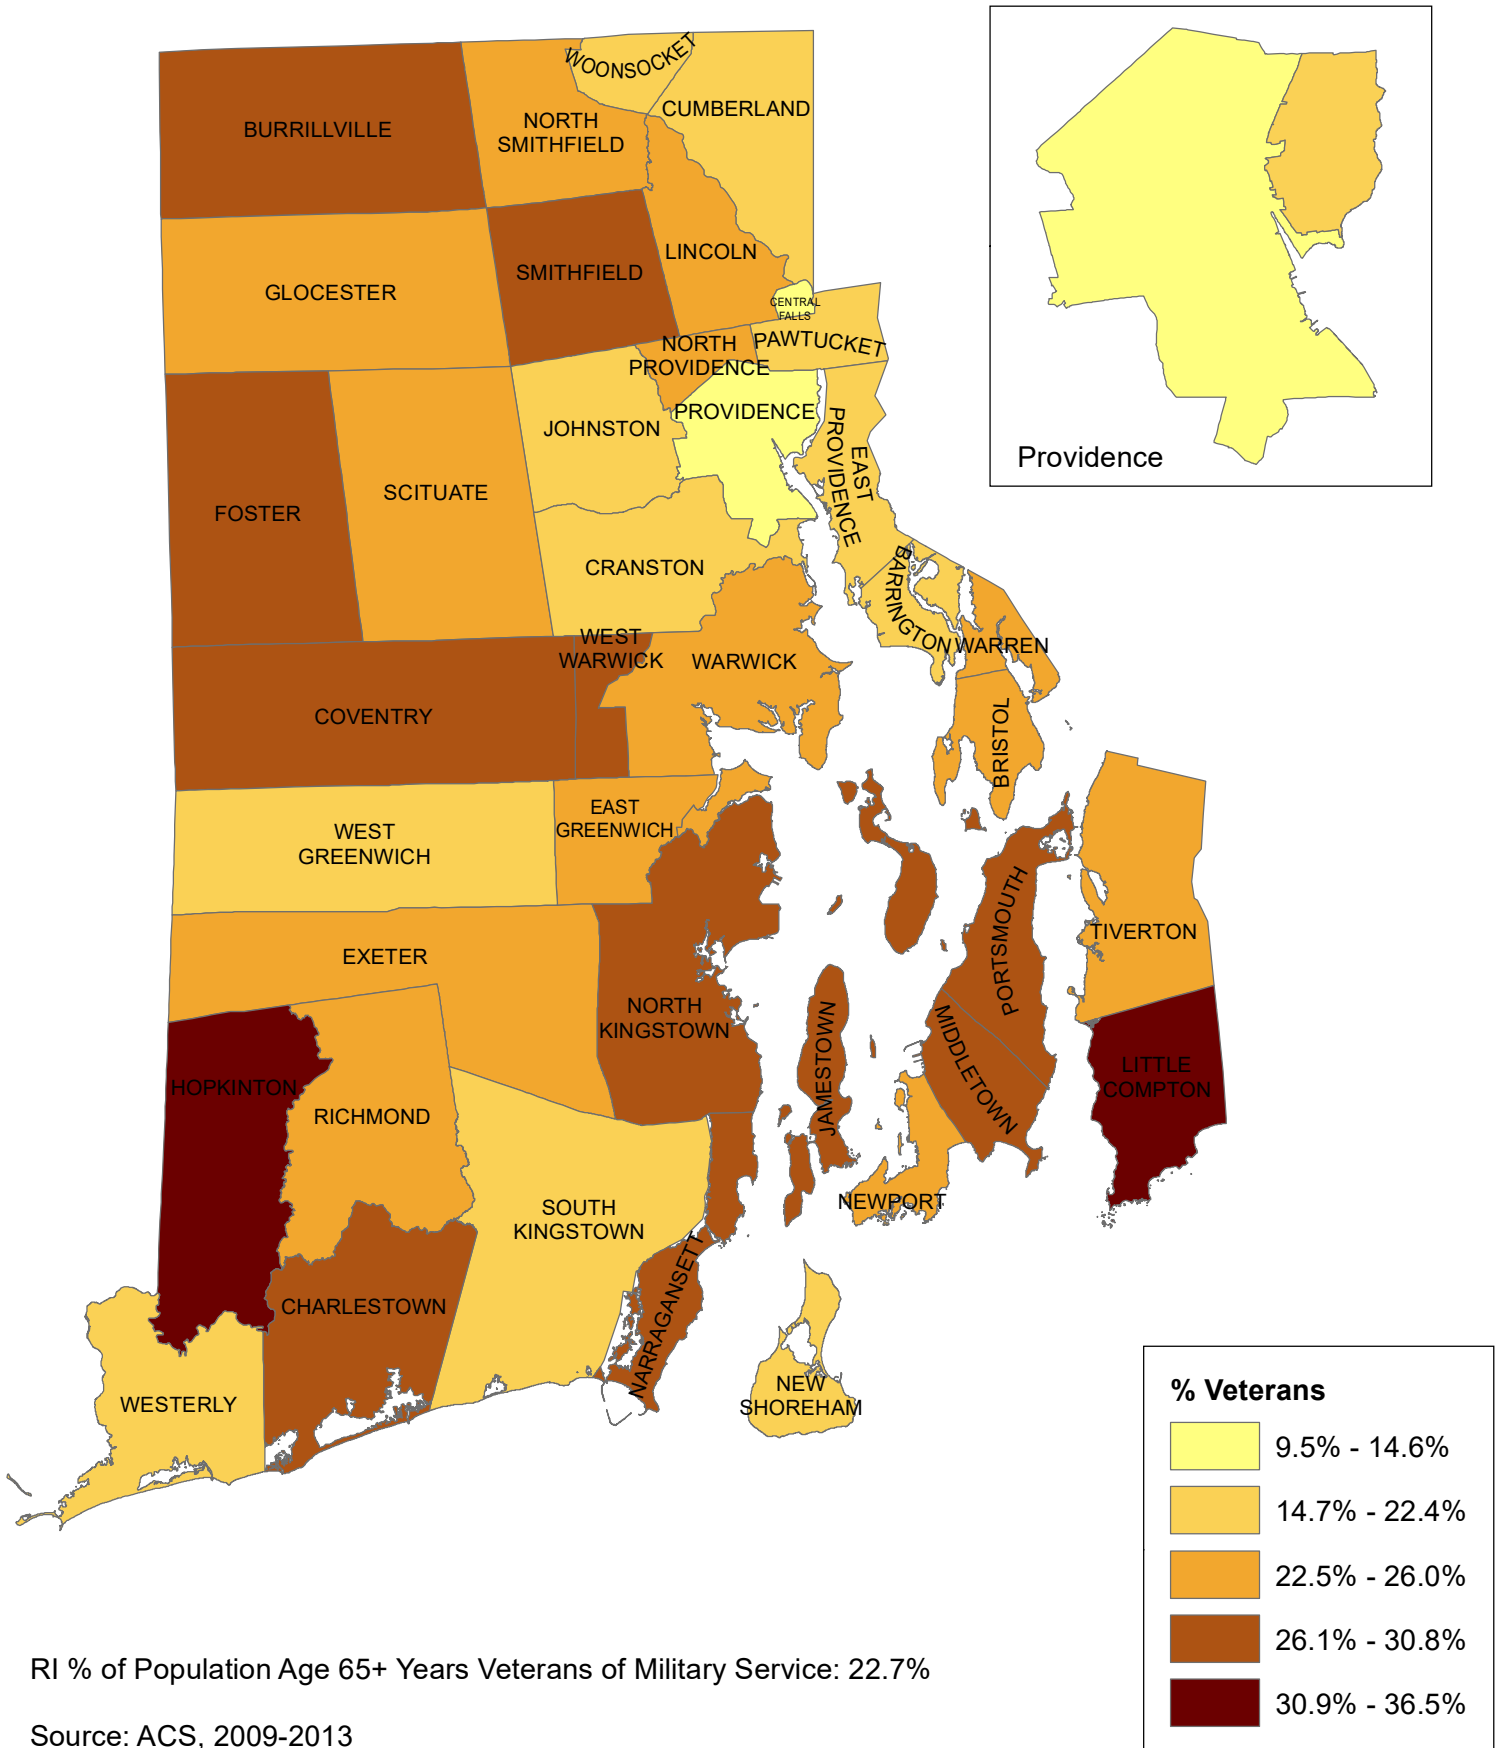 WOONSOCKET
CUMBERLAND
BURRILLVILLE
NORTH
SMITHFIELD
LINCOLN
SMITHFIELD
GLOCESTER
CENTRAL
FALLS
NORTH
PROVIDENCE
PAWTUCKET
PROVIDENCE
JOHNSTON
EAST
PROVIDENCE
Providence
SCITUATE
FOSTER
CRANSTON
BARRINGTON
WARREN
WEST
WARWICK
WARWICK
COVENTRY
BRISTOL
EAST
GREENWICH
WEST
GREENWICH
PORTSMOUTH
TIVERTON
EXETER
NORTH
KINGSTOWN
JAMESTOWN
MIDDLETOWN
LITTLE
COMPTON
HOPKINTON
RICHMOND
SOUTH
KINGSTOWN
NEWPORT
CHARLESTOWN
NARRAGANSETT
NEW
SHOREHAM
WESTERLY
% Veterans
9.5% - 14.6%
14.7% - 22.4%
22.5% - 26.0%
26.1% - 30.8%
30.9% - 36.5%
RI % of Population Age 65+ Years Veterans of Military Service: 22.7%
Source: ACS, 2009-2013